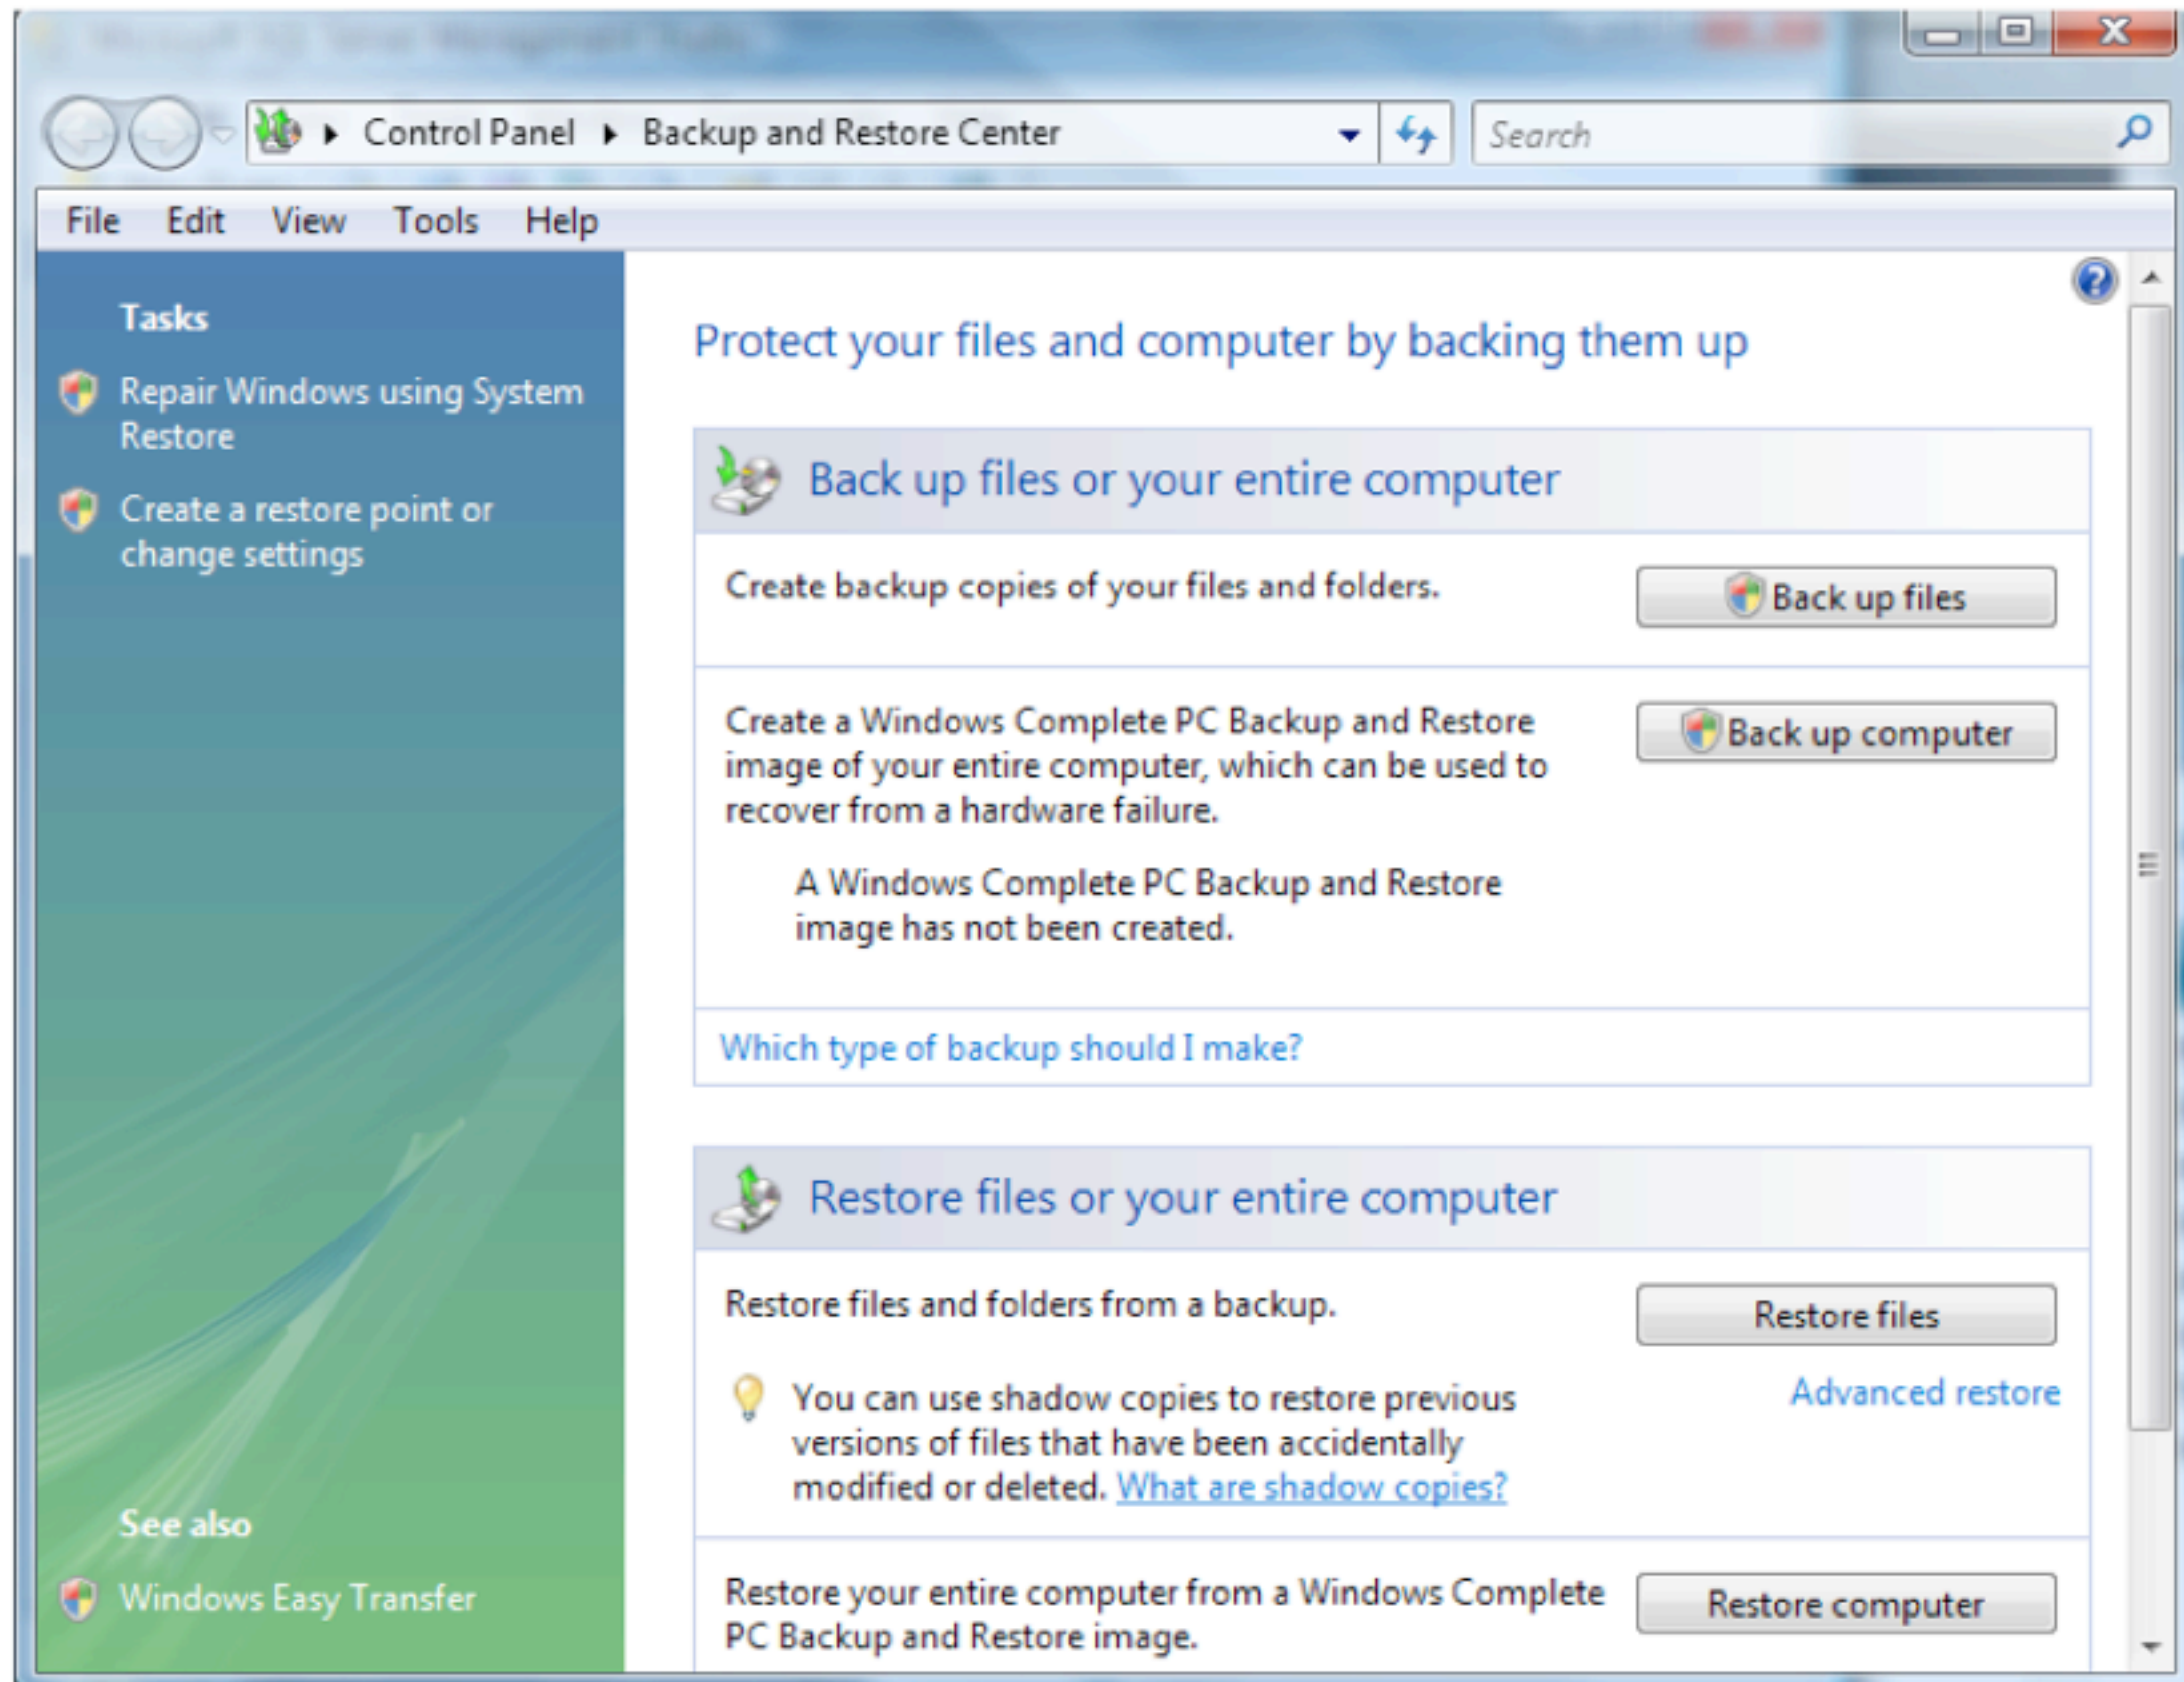 Control Panel Backup and Restore Center
Search
File Edit View Tools Help
Tasks
Repair Windows using System
Restore
Create a restore point or
change settings
See also
Windows Easy Transfer
Protect your files and computer by backing them up
Back up files or your entire computer
Create backup copies of your files and folders.
Back up files
Create a Windows Complete PC Backup and Restore
image of your entire computer, which can be used to
recover from a hardware failure.
Back up computer
A Windows Complete PC Backup and Restore
image has not been created.
Which type of backup should I make?
Restore files or your entire computer
Restore files and folders from a backup.
Restore files
You can use shadow copies to restore previous
versions of files that have been accidentally
modified or deleted. What are shadow copies?
Advanced restore
Restore your entire computer from a Windows Complete
PC Backup and Restore image.
Restore computer